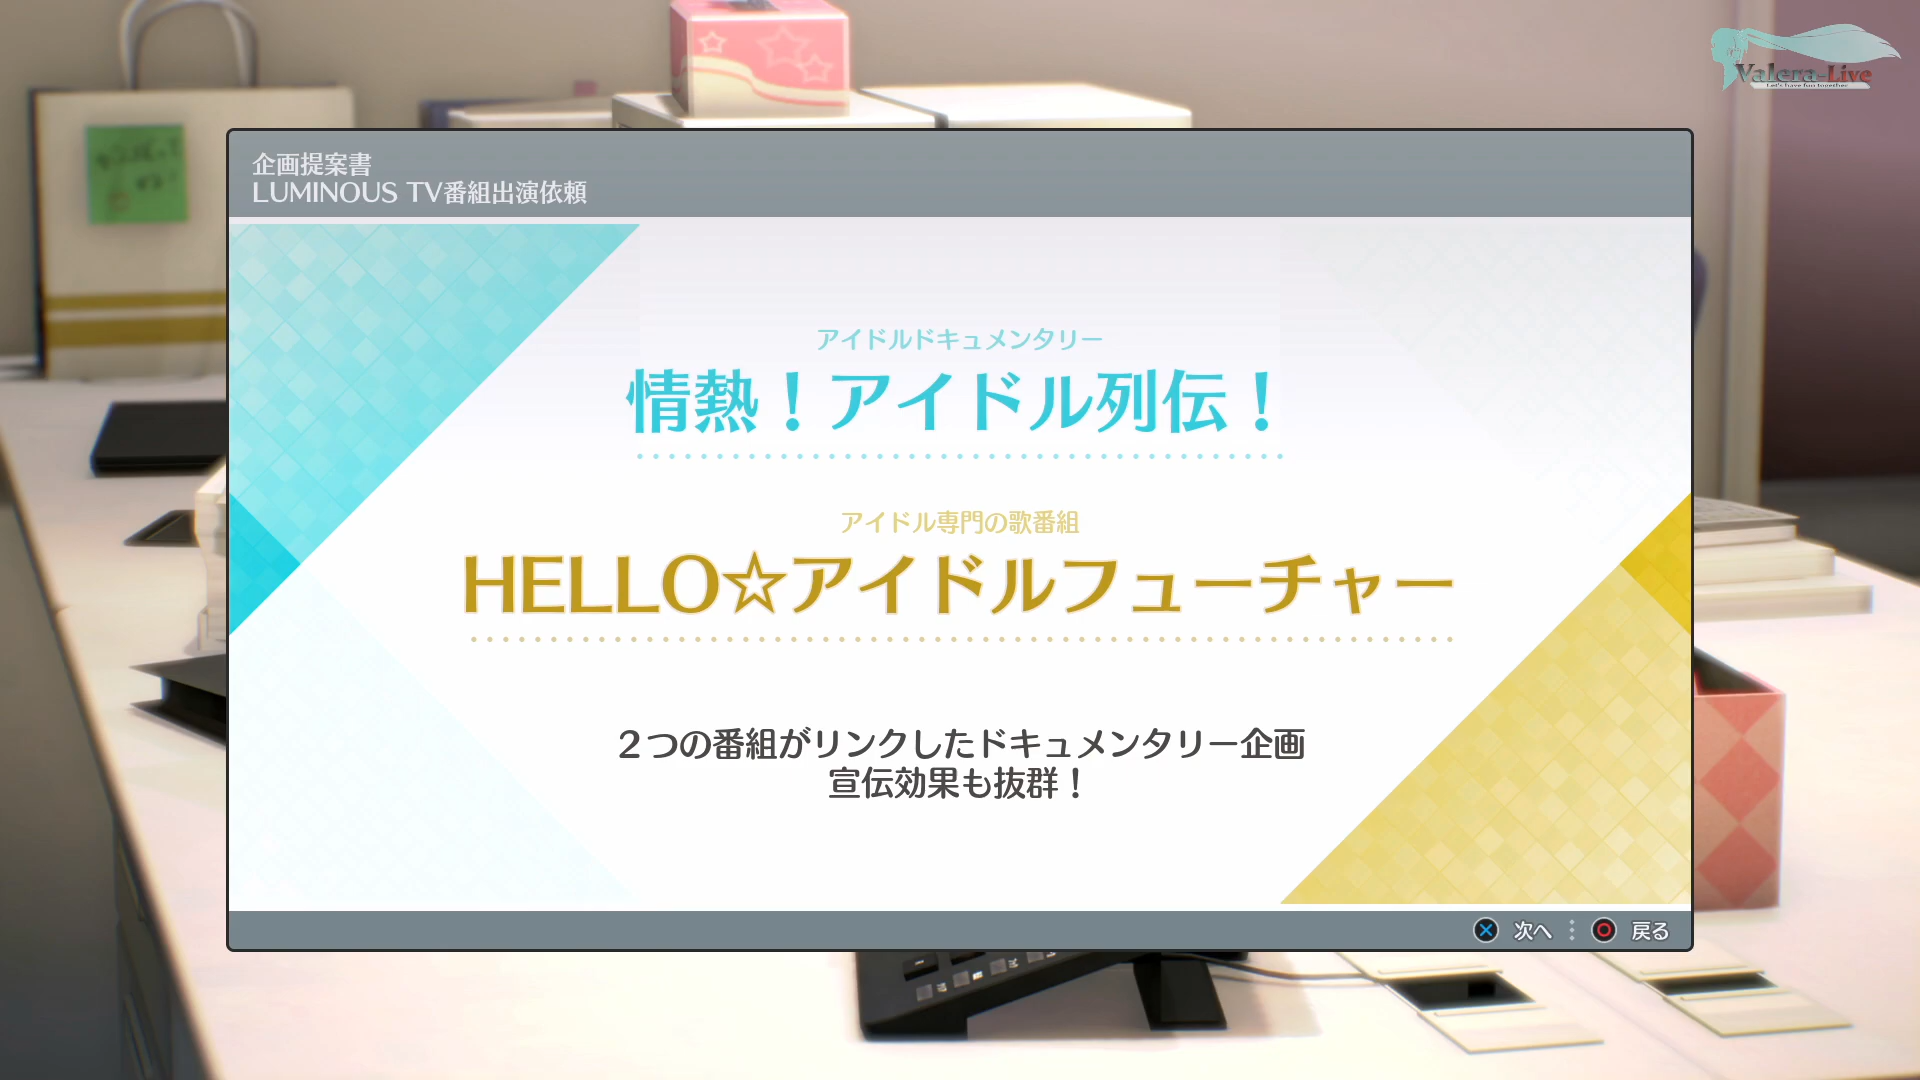 Valera-Live
Let's have fun together
企画提案書
LUMINOUS TV番組出演依頼
アイドルドキュメンタリー
情熱！アイドル列伝！
アイドル専門の歌番組
HELLO☆アイドルフューチャー
２つの番組がリンクしたドキュメンタリー企画
宣伝効果も抜群！
次へ
戻る